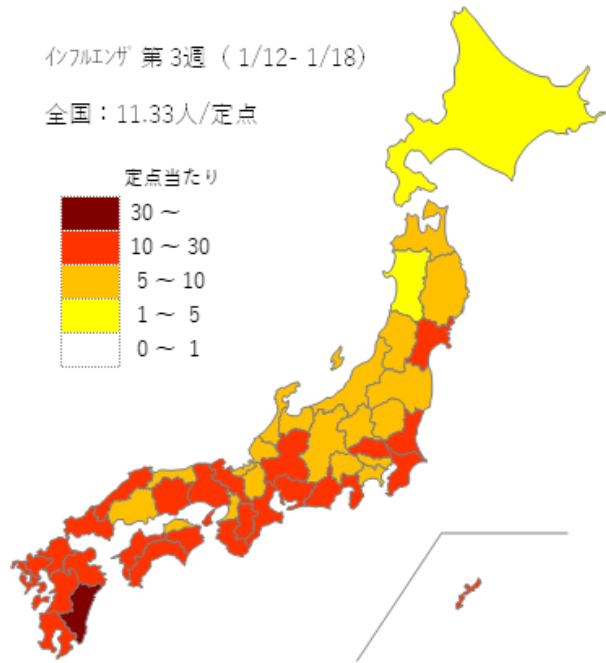 ｲﾝﾌﾙｴﾝｻﾞ 第3週（1/12- 1/18）
全国：11.33人/定点
定点当たり
30 ～
10 ～ 30
5 ～ 10
1 ～ 5
0 ～ 1